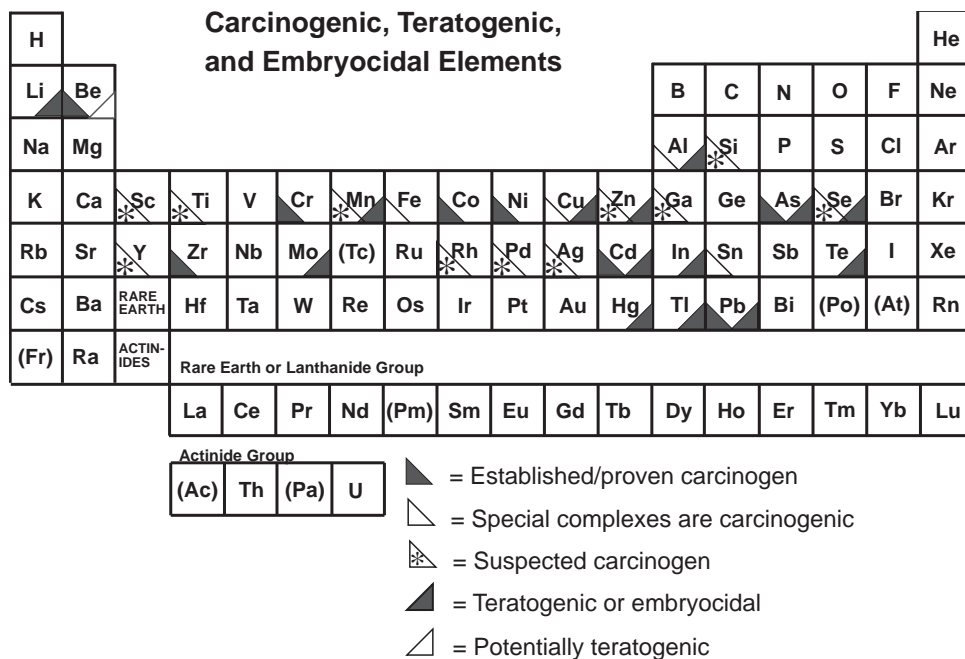 Carcinogenic, Teratogenic,
and Embryocidal Elements
H He
Li Be B C N O F Ne
Na Mg Al Si P S Cl Ar
K Ca Sc Ti V Cr Mn Fe Co Ni Cu Zn Ga Ge As Se Br Kr
Rb Sr Y Zr Nb Mo (Tc) Ru Rh Pd Ag Cd In Sn Sb Te I Xe
Cs Ba RARE EARTH Hf Ta W Re Os Ir Pt Au Hg Tl Pb Bi (Po) (At) Rn
(Fr) Ra ACTIN-IDES
Rare Earth or Lanthanide Group
La Ce Pr Nd (Pm) Sm Eu Gd Tb Dy Ho Er Tm Yb Lu
Actinide Group
(Ac) Th (Pa) U
= Established/proven carcinogen
= Special complexes are carcinogenic
* = Suspected carcinogen
= Teratogenic or embryocidal
= Potentially teratogenic